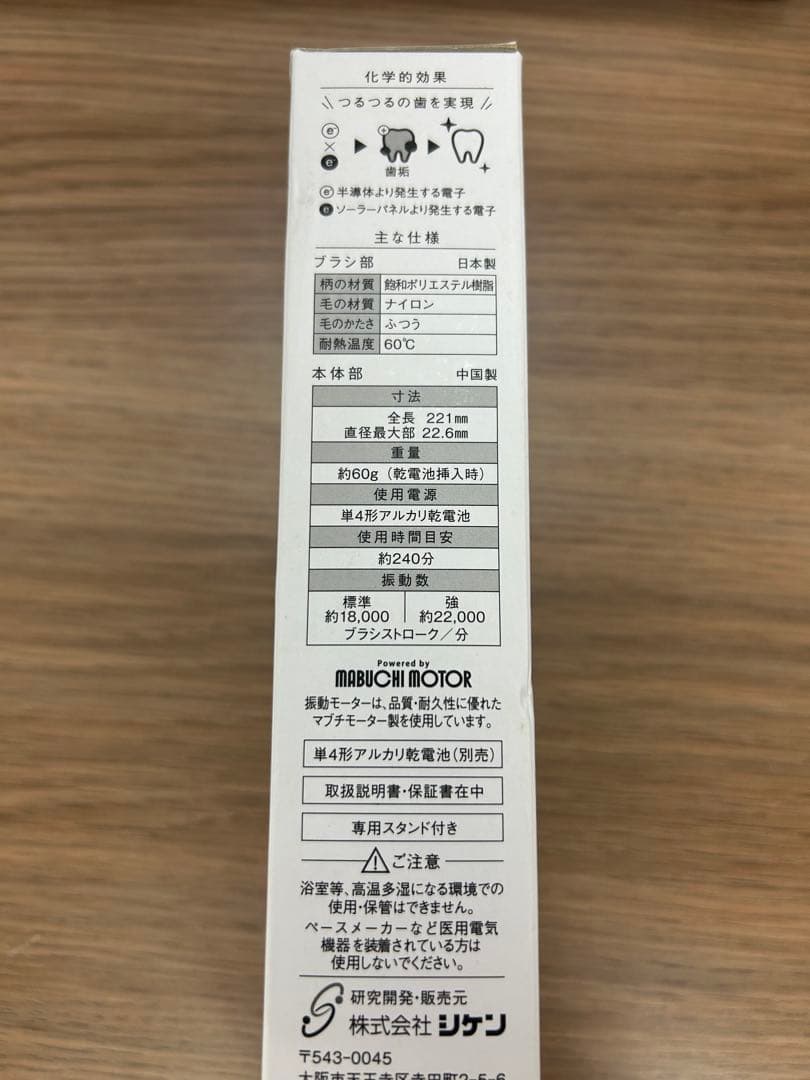 化学的効果
つるつるの歯を実現
e⁻
×
e⁻
歯垢
e⁻ 半導体より発生する電子
e⁻ ソーラーパネルより発生する電子
主な仕様
ブラシ部 日本製
柄の材質 飽和ポリエステル樹脂
毛の材質 ナイロン
毛のかたさ ふつう
耐熱温度 60℃
本体部 中国製
寸法
全長 221㎜
直径最大部 22.6㎜
重量
約60g（乾電池挿入時）
使用電源
単4形アルカリ乾電池
使用時間目安
約240分
振動数
標準 強
約18,000 約22,000
ブラシストローク／分
Powered by
MABUCHI MOTOR
振動モーターは、品質・耐久性に優れた
マブチモーター製を使用しています。
単4形アルカリ乾電池（別売）
取扱説明書・保証書在中
専用スタンド付き
ご注意
浴室等、高温多湿になる環境での
使用・保管はできません。
ペースメーカーなど医用電気
機器を装着されている方は
使用しないでください。
研究開発・販売元
株式会社 シケン
〒543-0045
大阪市天王寺区寺田町2-5-6